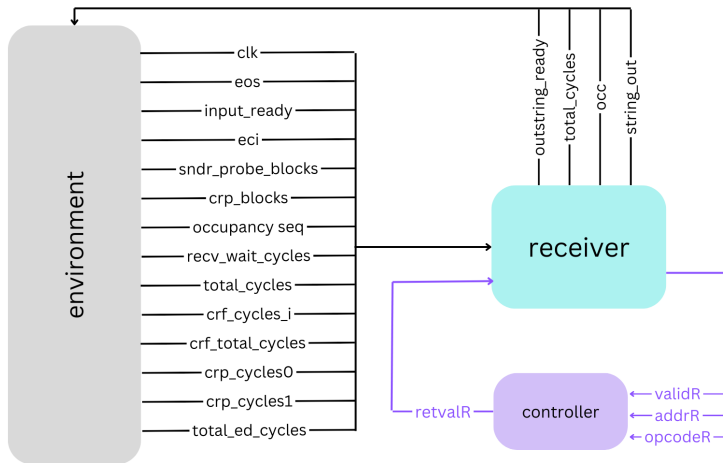 environment
clk
eos
input_ready
eci
sndr_probe_blocks
crp_blocks
occupancy seq
recv_wait_cycles
total_cycles
crf_cycles_i
crf_total_cycles
crp_cycles0
crp_cycles1
total_ed_cycles
outstring_ready
total_cycles
occ
string_out
receiver
retvalR
controller
validR
addrR
opcodeR